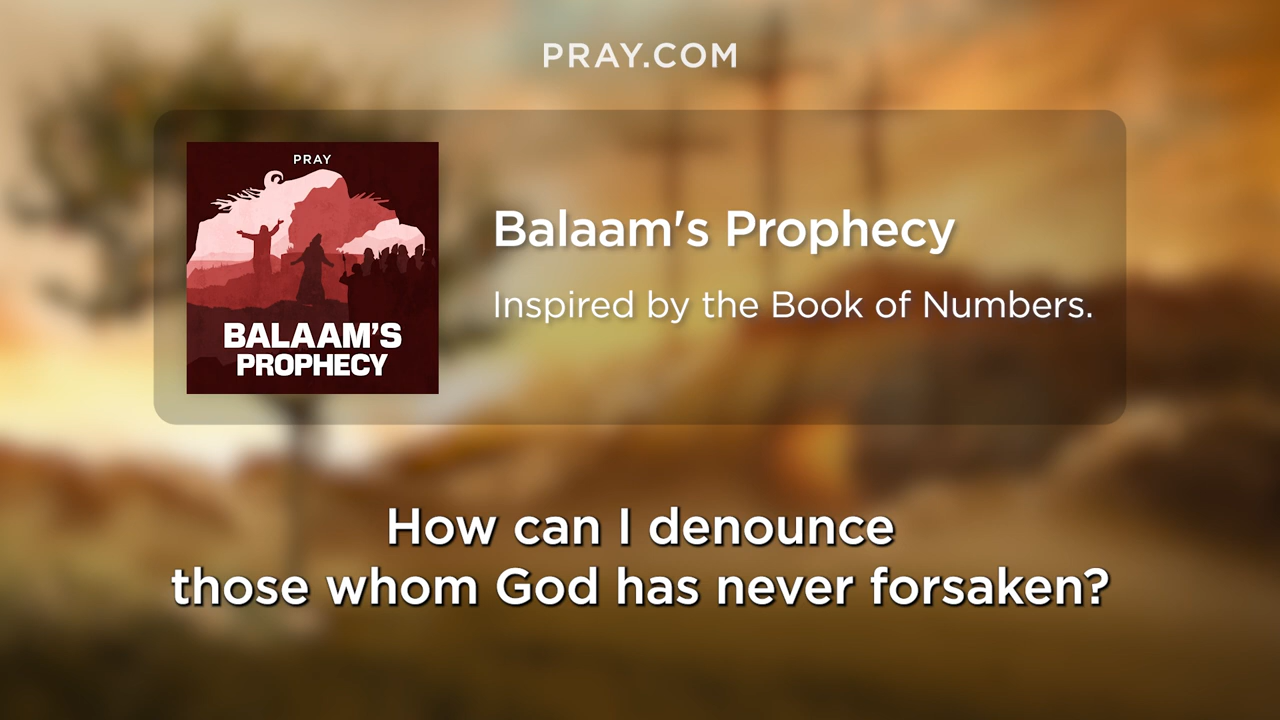 PRAY.COM
PRAY
BALAAM'S
PROPHECY
Balaam's Prophecy
Inspired by the Book of Numbers.
How can I denounce
those whom God has never forsaken?